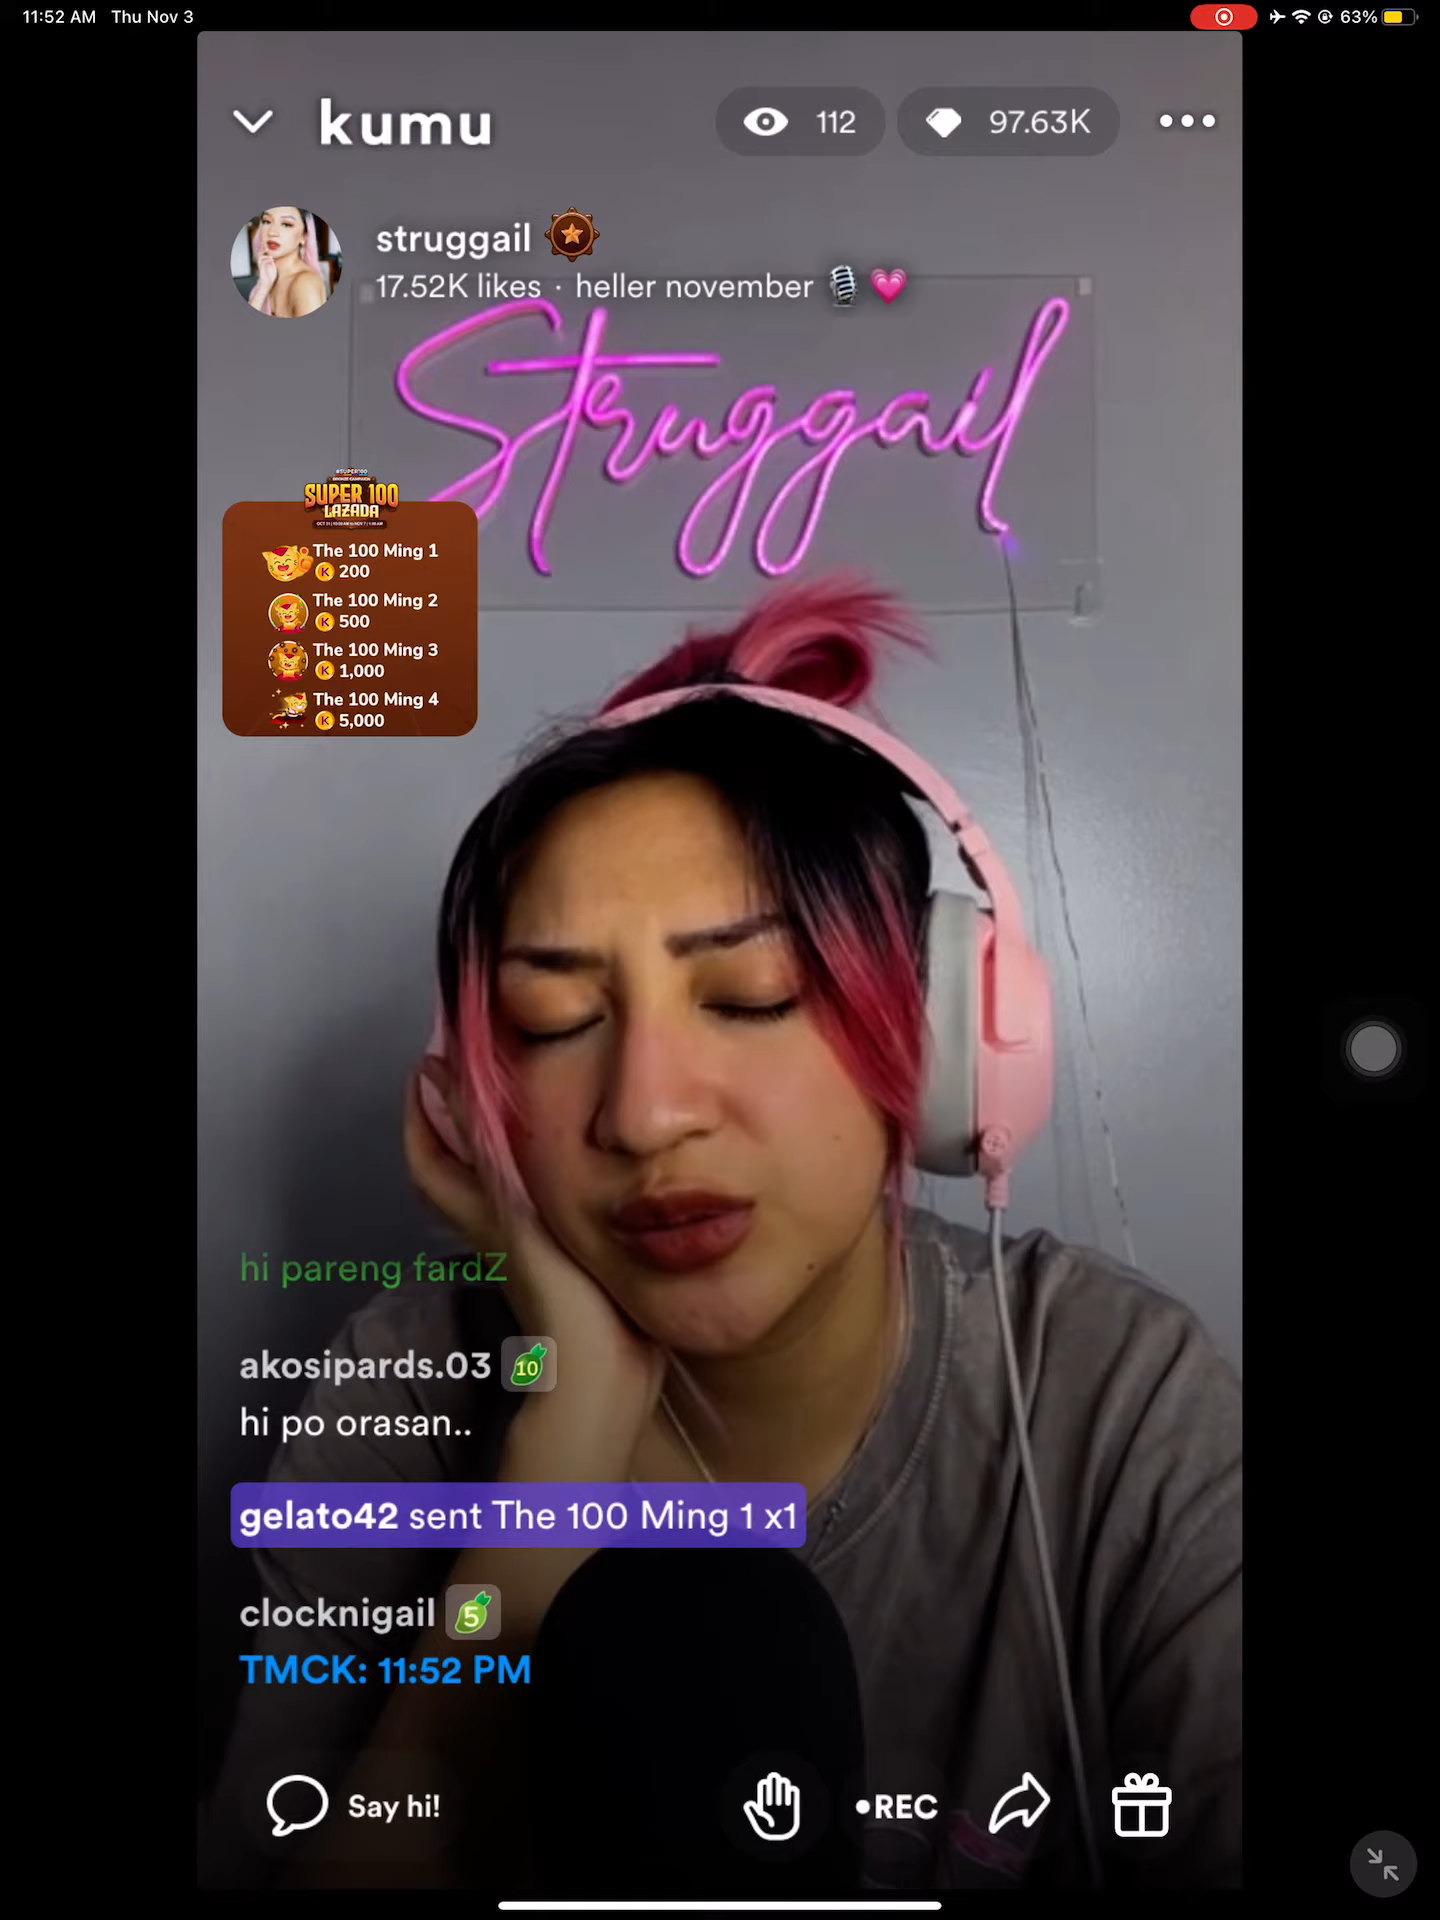 11:52 AM Thu Nov 3
63%
kumu
112
97.63K
struggail
17.52K likes · heller november
Struggail
#SUPER100
BRONZE CAMPAIGN
SUPER 100
LAZADA
The 100 Ming 1
K 200
The 100 Ming 2
K 500
The 100 Ming 3
K 1,000
The 100 Ming 4
K 5,000
hi pareng fardZ
akosipards.03 10
hi po orasan..
gelato42 sent The 100 Ming 1 x1
clocknigail 5
TMCK: 11:52 PM
Say hi!
REC